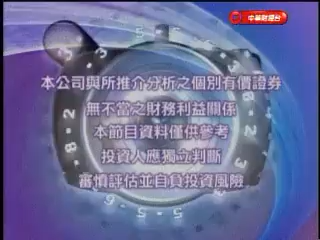 中華財經台
本公司與所推介分析之個別有價證券
無不當之財務利益關係
本節目資料僅供參考
投資人應獨立判斷
審慎評估並自負投資風險